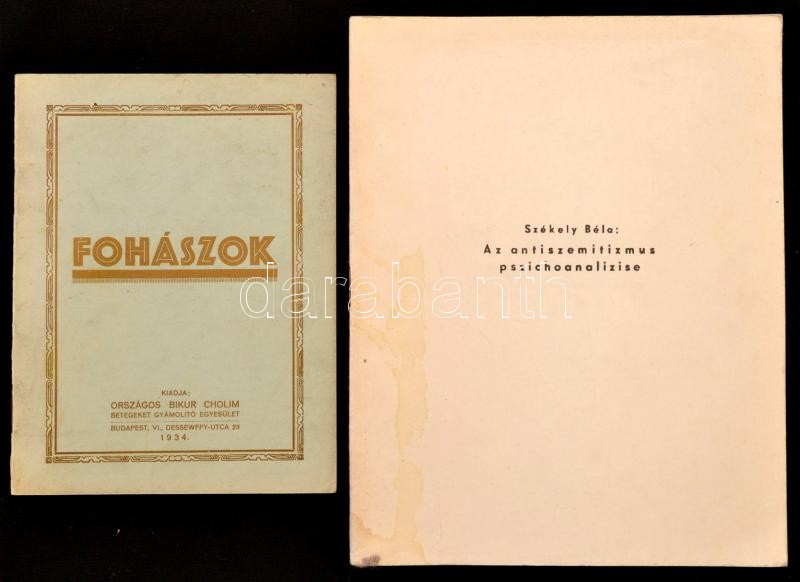 FOHÁSZOK
KIADJA:
ORSZÁGOS BIKUR CHOLIM
BETEGEKET GYÁMOLITÓ EGYESÜLET
BUDAPEST, VI., DESSEWFFY-UTCA 23
1934.
Székely Béla:
Az antiszemitizmus
pszichoanalizise
darabanth